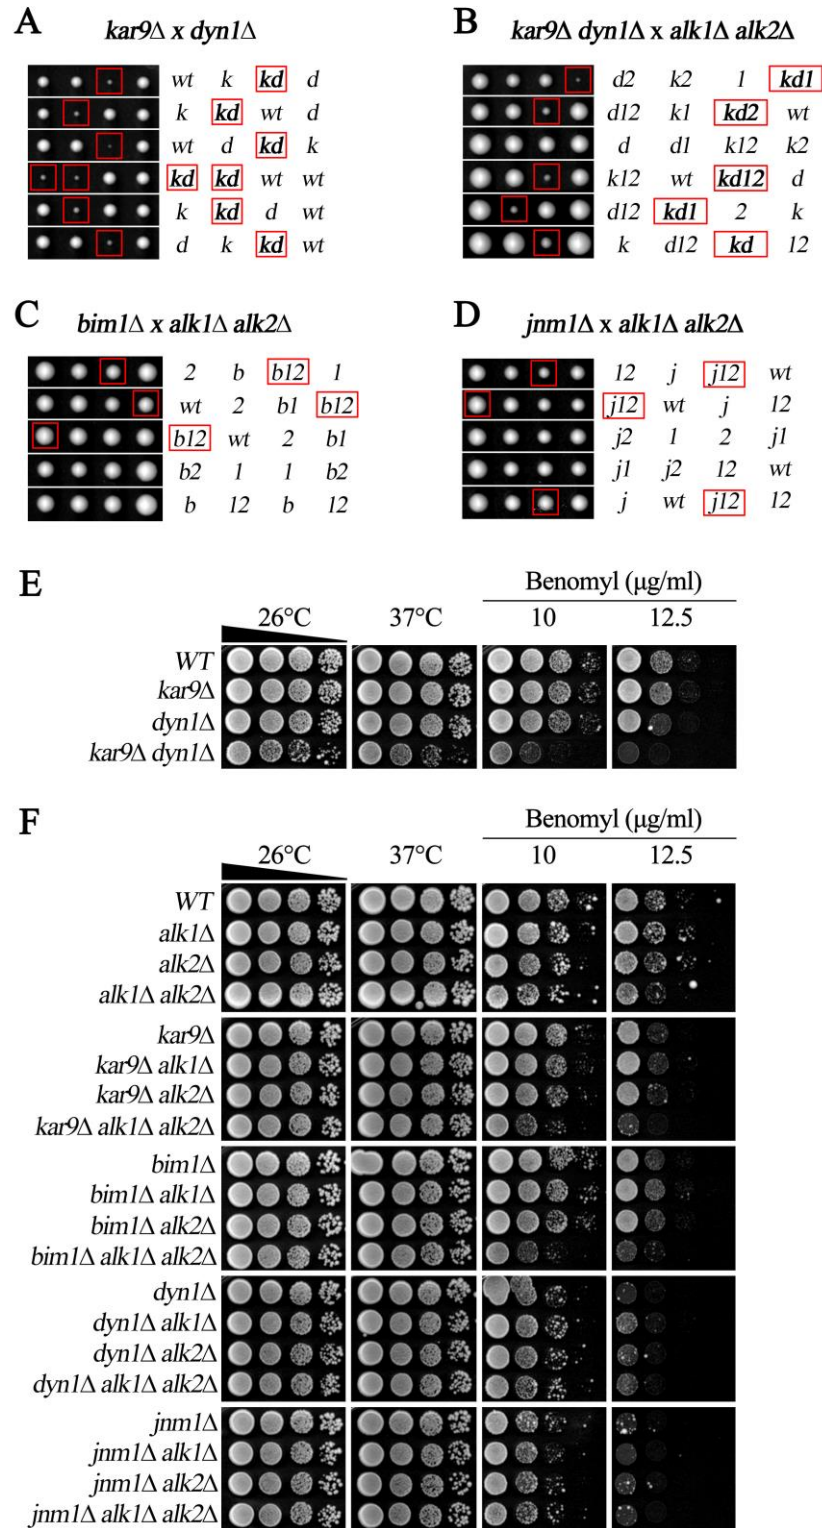 A
kar9Δ x dyn1Δ
wt k kd d
k kd wt d
wt d kd k
kd kd wt wt
k kd d wt
d k kd wt
B
kar9Δ dyn1Δ x alk1Δ alk2Δ
d2 k2 1 kd1
d12 k1 kd2 wt
d d1 k12 k2
k12 wt kd12 d
d12 kd1 2 k
k d12 kd 12
C
bim1Δ x alk1Δ alk2Δ
2 b b12 1
wt 2 b1 b12
b12 wt 2 b1
b2 1 1 b2
b 12 b 12
D
jnm1Δ x alk1Δ alk2Δ
12 j j12 wt
j12 wt j 12
j2 1 2 j1
j1 j2 12 wt
j wt j12 12
E
Benomyl (μg/ml)
26°C 37°C 10 12.5
WT
kar9Δ
dyn1Δ
kar9Δ dyn1Δ
F
Benomyl (μg/ml)
26°C 37°C 10 12.5
WT
alk1Δ
alk2Δ
alk1Δ alk2Δ
kar9Δ
kar9Δ alk1Δ
kar9Δ alk2Δ
kar9Δ alk1Δ alk2Δ
bim1Δ
bim1Δ alk1Δ
bim1Δ alk2Δ
bim1Δ alk1Δ alk2Δ
dyn1Δ
dyn1Δ alk1Δ
dyn1Δ alk2Δ
dyn1Δ alk1Δ alk2Δ
jnm1Δ
jnm1Δ alk1Δ
jnm1Δ alk2Δ
jnm1Δ alk1Δ alk2Δ